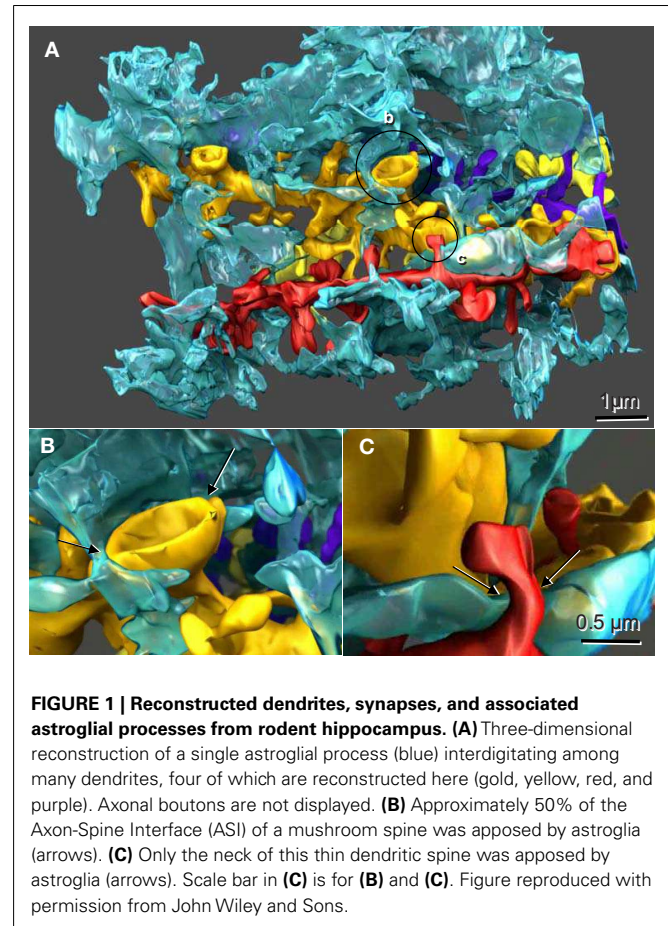 A
b
c
1μm
B
C
0.5 μm
FIGURE 1 | Reconstructed dendrites, synapses, and associated
astroglial processes from rodent hippocampus. (A) Three-dimensional
reconstruction of a single astroglial process (blue) interdigitating among
many dendrites, four of which are reconstructed here (gold, yellow, red, and
purple). Axonal boutons are not displayed. (B) Approximately 50% of the
Axon-Spine Interface (ASI) of a mushroom spine was apposed by astroglia
(arrows). (C) Only the neck of this thin dendritic spine was apposed by
astroglia (arrows). Scale bar in (C) is for (B) and (C). Figure reproduced with
permission from John Wiley and Sons.